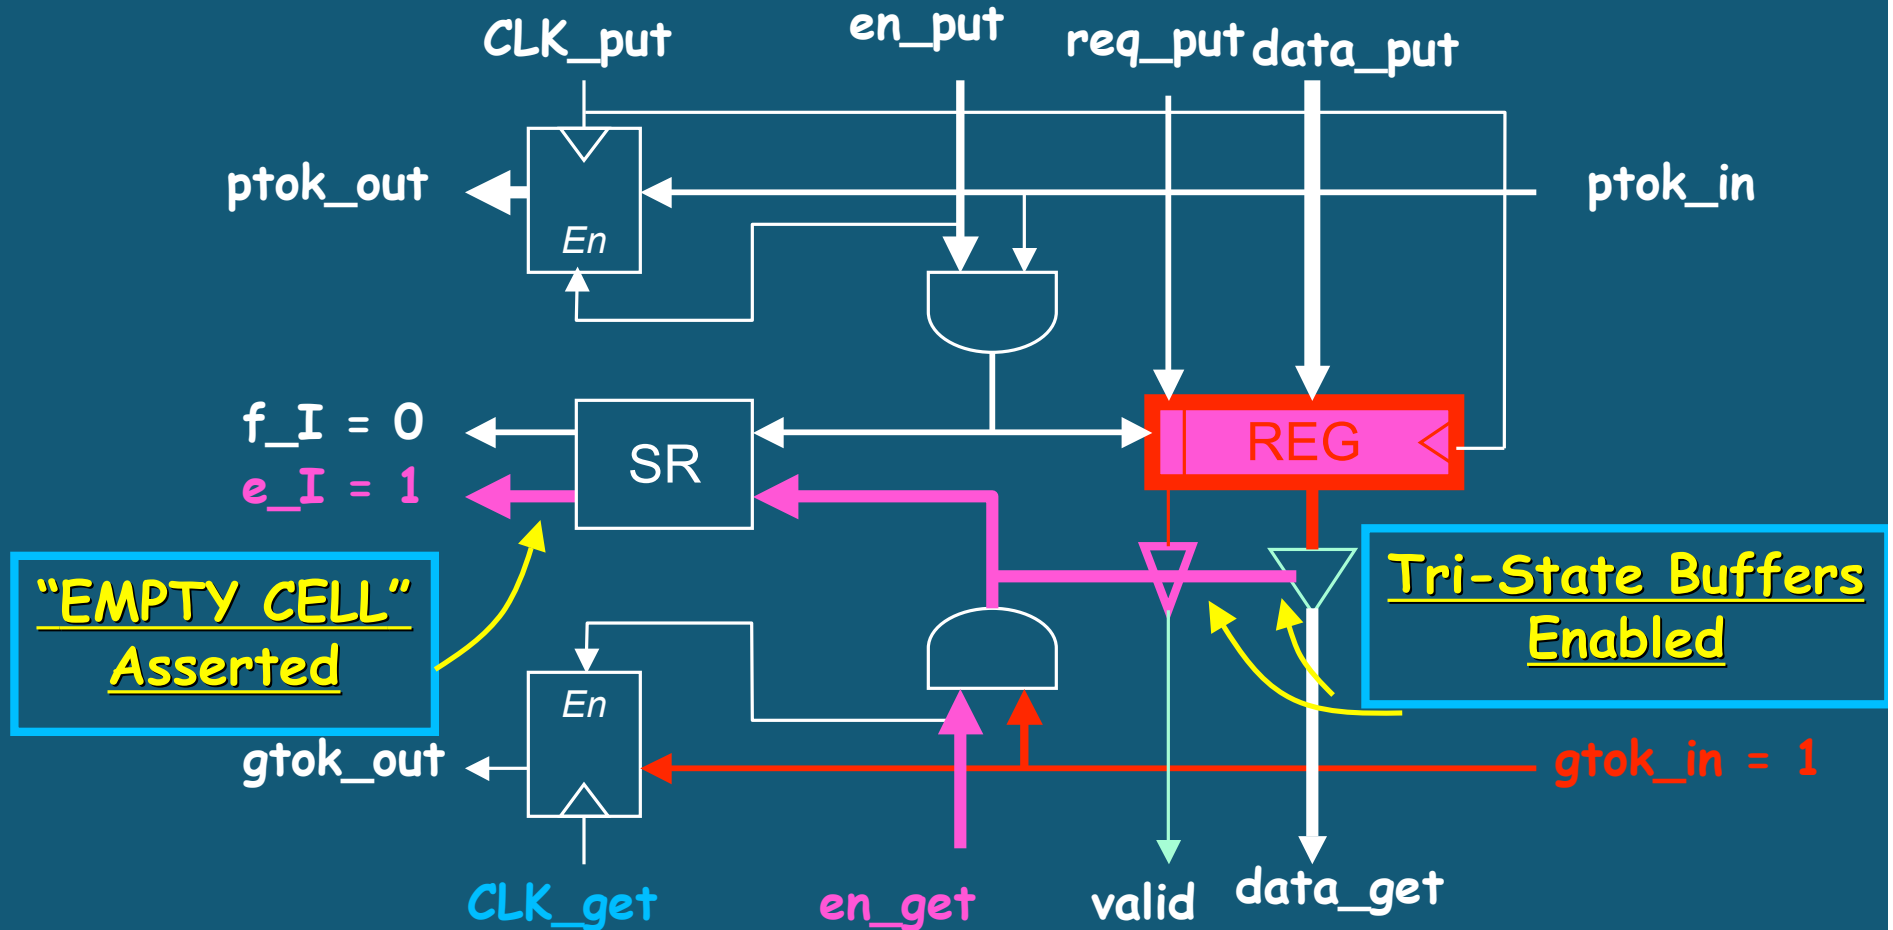 CLK_put
en_put
req_put
data_put
ptok_out
En
ptok_in
f_I = 0
SR
REG
e_I = 1
“EMPTY CELL”
Asserted
Tri-State Buffers
Enabled
En
gtok_out
gtok_in = 1
CLK_get
en_get
valid
data_get